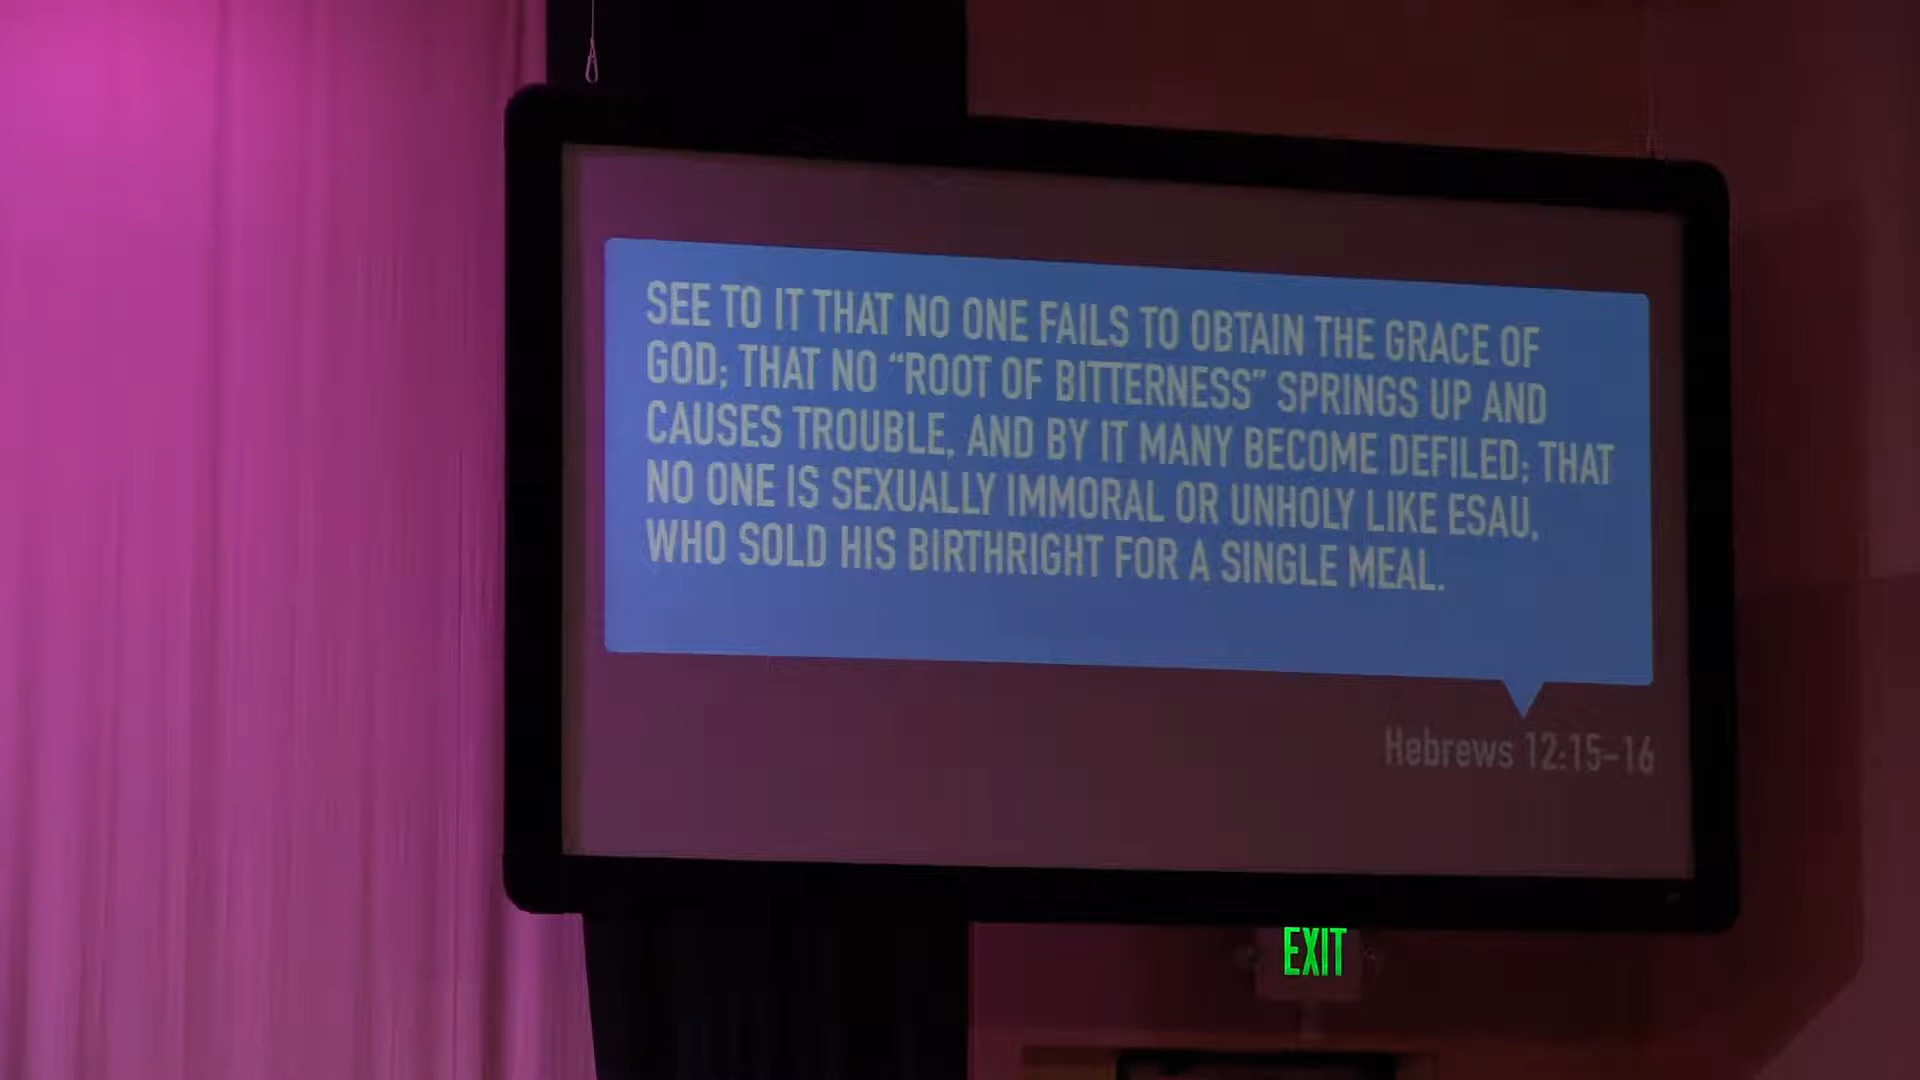 SEE TO IT THAT NO ONE FAILS TO OBTAIN THE GRACE OF
GOD; THAT NO “ROOT OF BITTERNESS” SPRINGS UP AND
CAUSES TROUBLE, AND BY IT MANY BECOME DEFILED; THAT
NO ONE IS SEXUALLY IMMORAL OR UNHOLY LIKE ESAU,
WHO SOLD HIS BIRTHRIGHT FOR A SINGLE MEAL.
Hebrews 12:15–16
EXIT